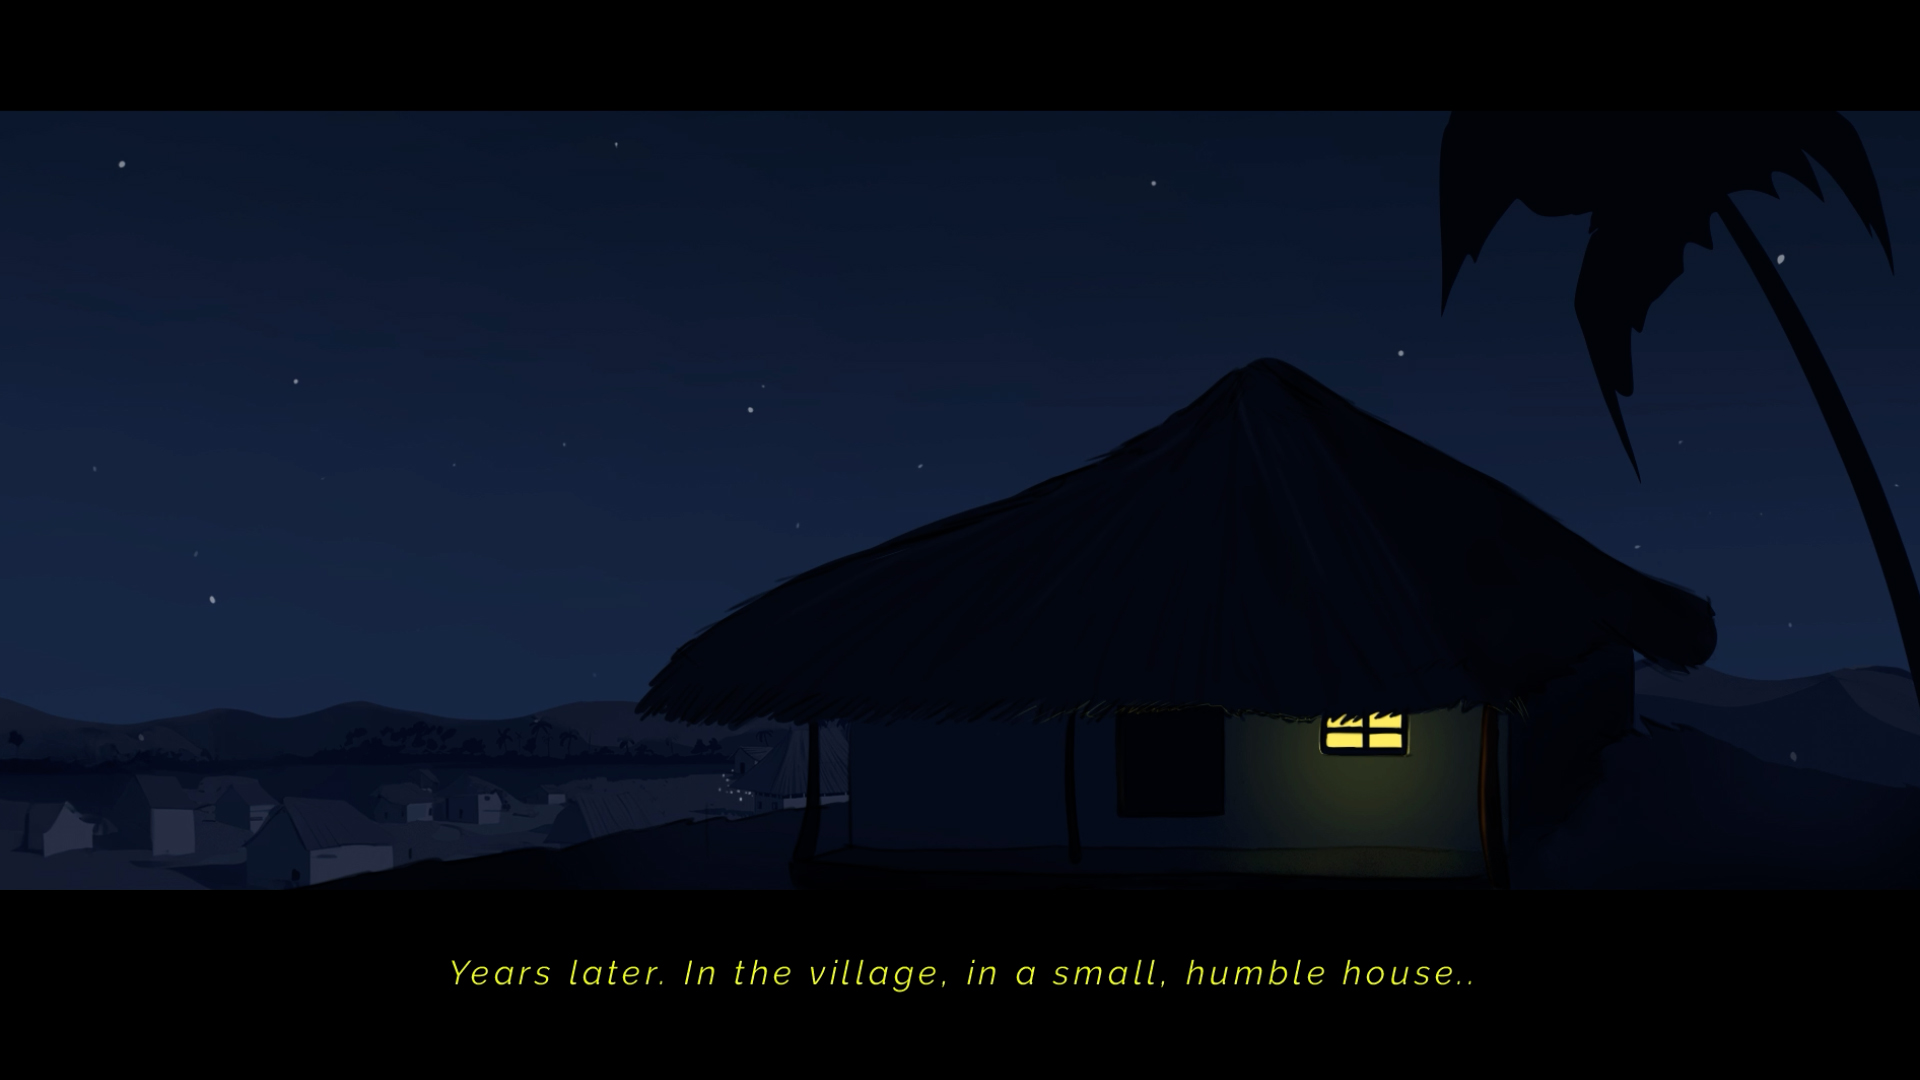 Years later. In the village, in a small, humble house..